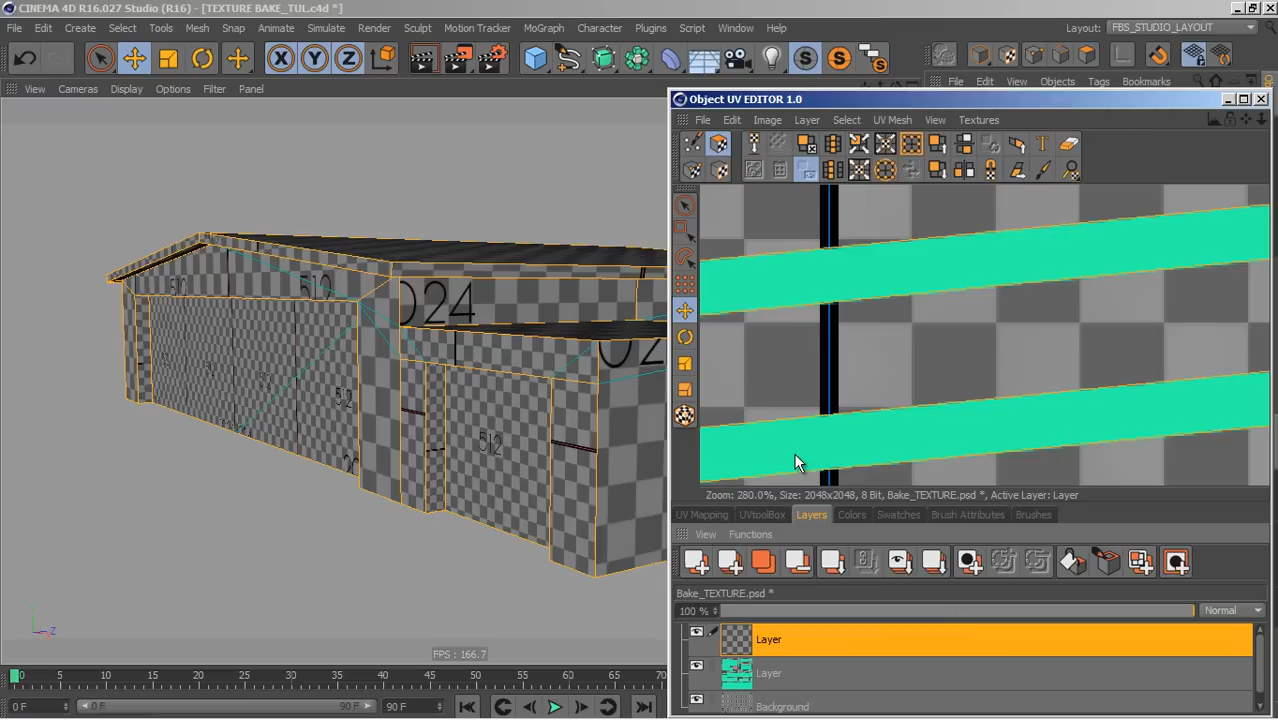 CINEMA 4D R16.027 Studio (R16) - [TEXTURE BAKE_TUL.c4d *]
File Edit Create Select Tools Mesh Snap Animate Simulate Render Sculpt Motion Tracker MoGraph Character Plugins Script Window Help Layout: FBS_STUDIO_LAYOUT
X Y Z S S
View Cameras Display Options Filter Panel
File Edit View Objects Tags Bookmarks
Object UV EDITOR 1.0
File Edit Image Layer Select UV Mesh View Textures
510 510 024
512
512
Zoom: 280.0%, Size: 2048x2048, 8 Bit, Bake_TEXTURE.psd *, Active Layer: Layer
UV Mapping UVtoolBox Layers Colors Swatches Brush Attributes Brushes
View Functions
Bake_TEXTURE.psd *
100 % Normal
Layer
Layer
Background
Z
FPS : 166.7
0 5 10 15 20 25 30 35 40 45 50 55 60 65 70
0 F 0 F 90 F 90 F